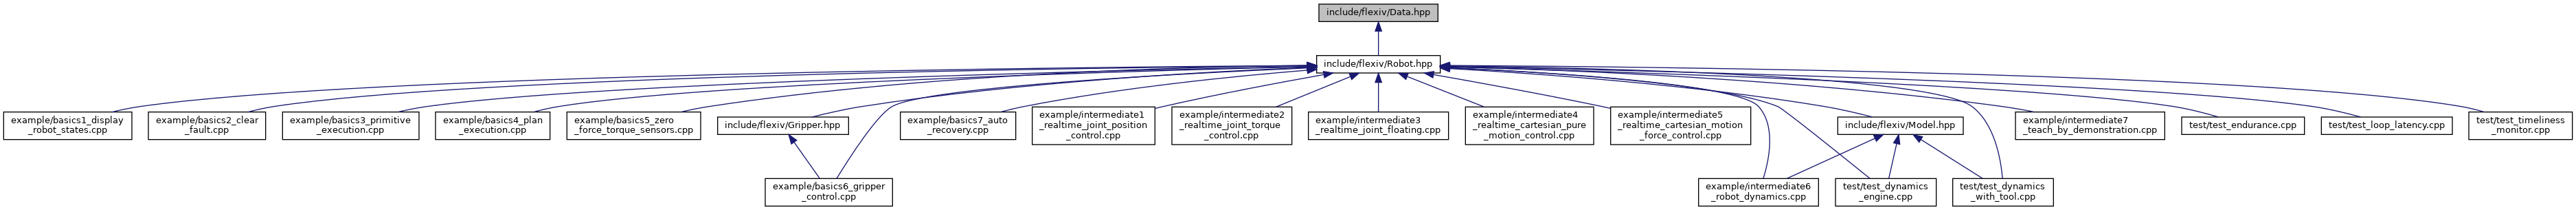 include/flexiv/Data.hpp
include/flexiv/Robot.hpp
example/basics1_display
_robot_states.cpp
example/basics2_clear
_fault.cpp
example/basics3_primitive
_execution.cpp
example/basics4_plan
_execution.cpp
example/basics5_zero
_force_torque_sensors.cpp
include/flexiv/Gripper.hpp
example/basics7_auto
_recovery.cpp
example/intermediate1
_realtime_joint_position
_control.cpp
example/intermediate2
_realtime_joint_torque
_control.cpp
example/intermediate3
_realtime_joint_floating.cpp
example/intermediate4
_realtime_cartesian_pure
_motion_control.cpp
example/intermediate5
_realtime_cartesian_motion
_force_control.cpp
include/flexiv/Model.hpp
example/intermediate7
_teach_by_demonstration.cpp
test/test_endurance.cpp
test/test_loop_latency.cpp
test/test_timeliness
_monitor.cpp
example/basics6_gripper
_control.cpp
example/intermediate6
_robot_dynamics.cpp
test/test_dynamics
_engine.cpp
test/test_dynamics
_with_tool.cpp